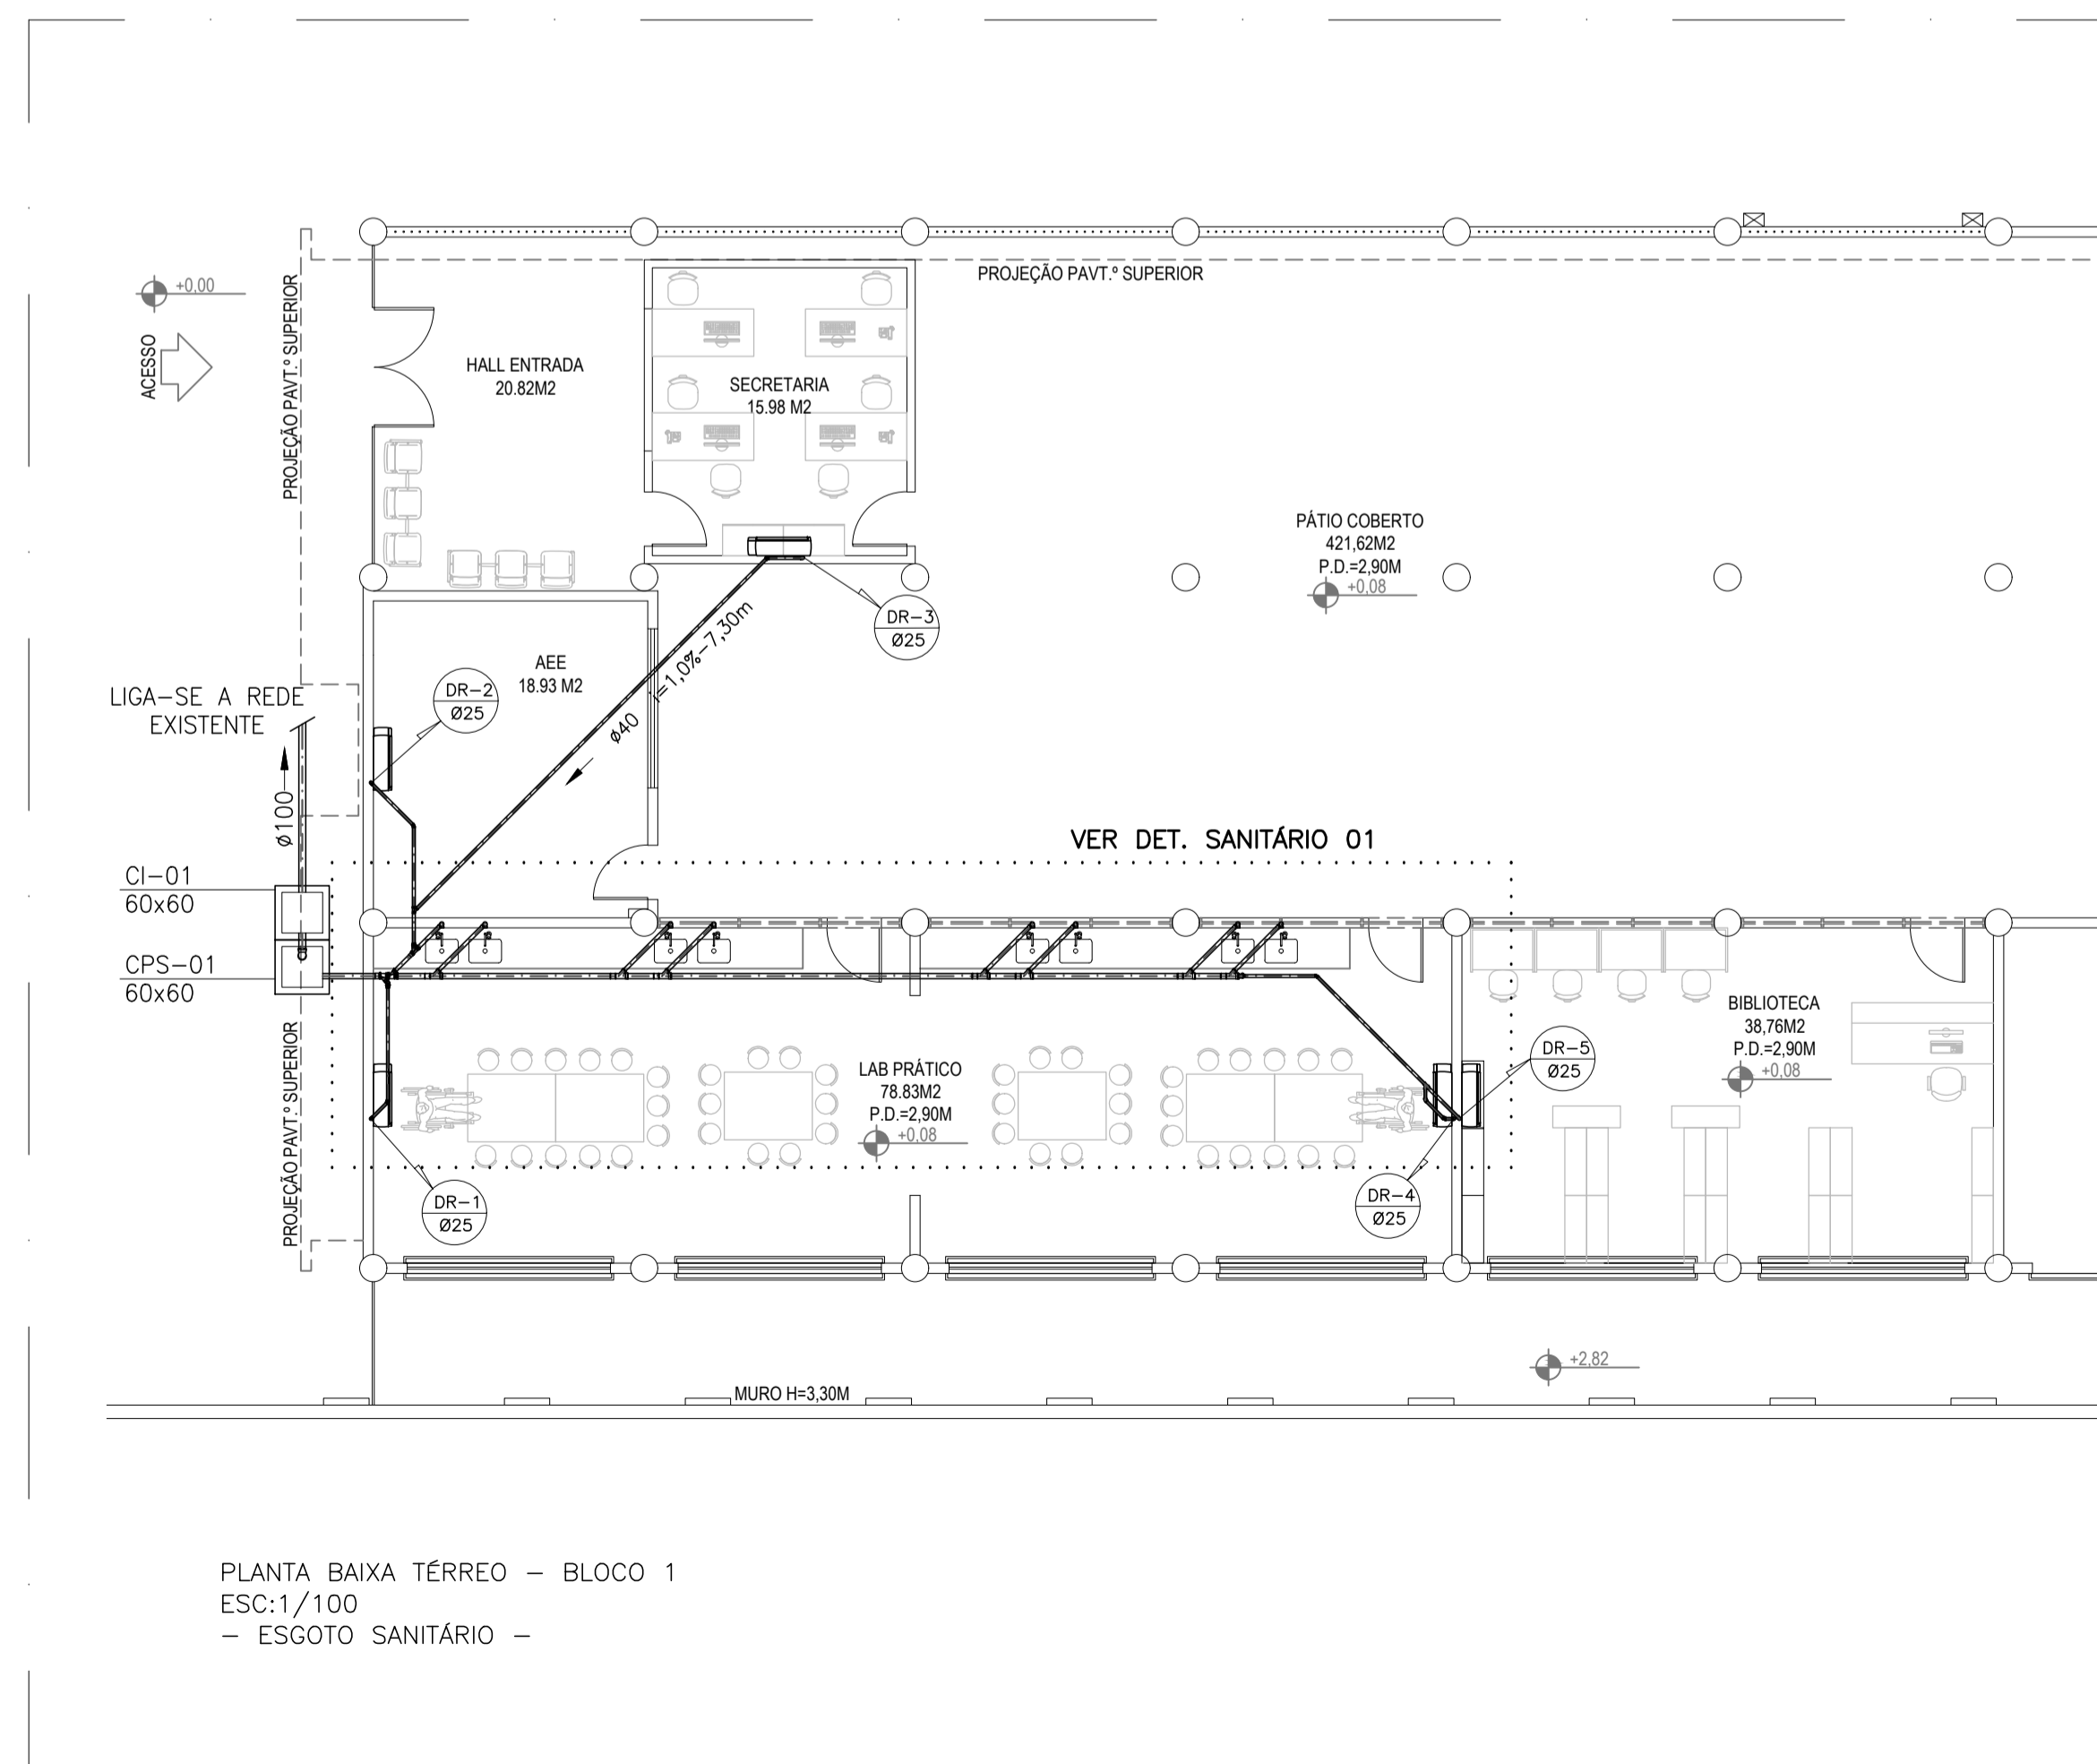 PROJEÇÃO PAVT.º SUPERIOR
+0,00
ACESSO
PROJEÇÃO PAVT.º SUPERIOR
HALL ENTRADA
20.82M2
SECRETARIA
15.98 M2
PÁTIO COBERTO
421,62M2
P.D.=2,90M
+0,08
DR-3
Ø25
AEE
18.93 M2
DR-2
Ø25
Ø40
i=1,0%-7,30m
LIGA-SE A REDE
EXISTENTE
Ø100
VER DET. SANITÁRIO 01
CI-01
60x60
CPS-01
60x60
PROJEÇÃO PAVT.º SUPERIOR
LAB PRÁTICO
78.83M2
P.D.=2,90M
+0,08
BIBLIOTECA
38,76M2
P.D.=2,90M
+0,08
DR-5
Ø25
DR-1
Ø25
DR-4
Ø25
+2,82
MURO H=3,30M
PLANTA BAIXA TÉRREO - BLOCO 1
ESC:1/100
- ESGOTO SANITÁRIO -